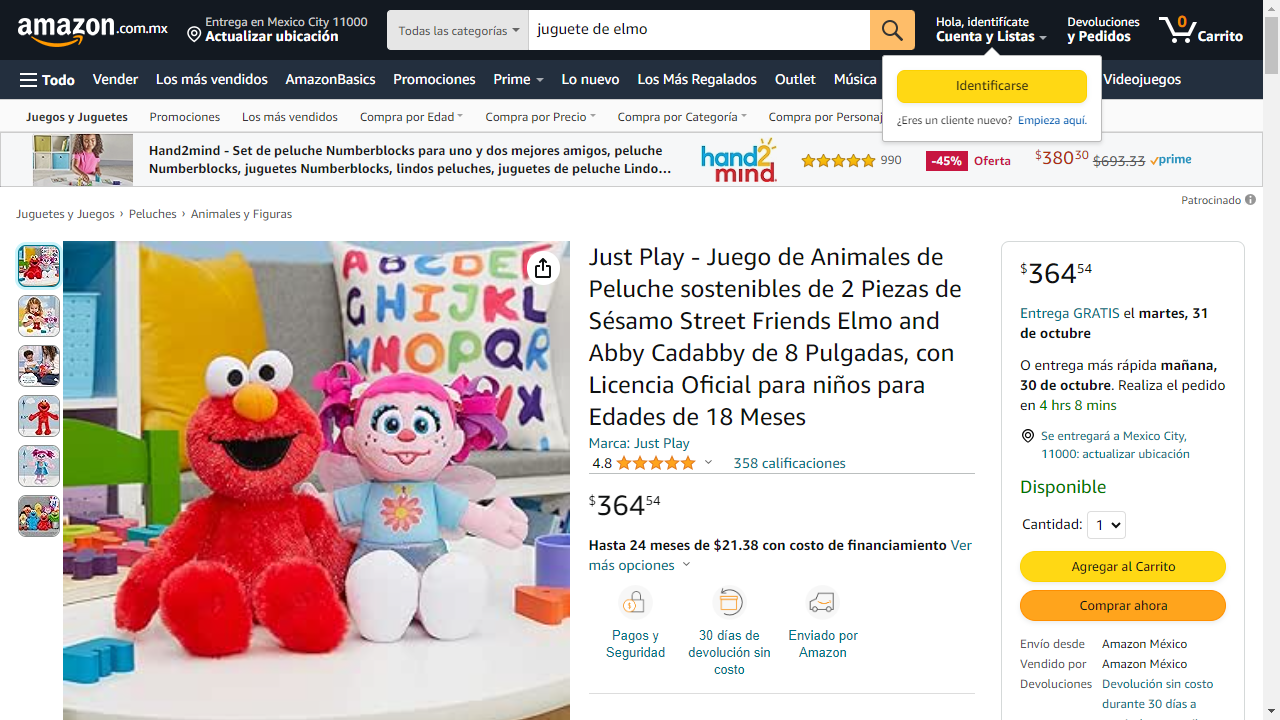 amazon.com.mx
Entrega en Mexico City 11000
Actualizar ubicación
Todas las categorías
juguete de elmo
Hola, identifícate
Cuenta y Listas
Devoluciones
y Pedidos
0
Carrito
Todo
Vender
Los más vendidos
AmazonBasics
Promociones
Prime
Lo nuevo
Los Más Regalados
Outlet
Música
Videojuegos
Identificarse
¿Eres un cliente nuevo? Empieza aquí.
Juegos y Juguetes
Promociones
Los más vendidos
Compra por Edad
Compra por Precio
Compra por Categoría
Compra por Personaj
Hand2mind - Set de peluche Numberblocks para uno y dos mejores amigos, peluche
Numberblocks, juguetes Numberblocks, lindos peluches, juguetes de peluche Lindo…
hand2
mind
990
-45%
Oferta
$38030
$693.33
prime
Patrocinado
Juguetes y Juegos › Peluches › Animales y Figuras
A B C D E F
G H I J K L
M N O P Q R
Just Play - Juego de Animales de
Peluche sostenibles de 2 Piezas de
Sésamo Street Friends Elmo and
Abby Cadabby de 8 Pulgadas, con
Licencia Oficial para niños para
Edades de 18 Meses
Marca: Just Play
4.8
358 calificaciones
$36454
Hasta 24 meses de $21.38 con costo de financiamiento Ver
más opciones
Pagos y
Seguridad
30 días de
devolución sin
costo
Enviado por
Amazon
$36454
Entrega GRATIS el martes, 31
de octubre
O entrega más rápida mañana,
30 de octubre. Realiza el pedido
en 4 hrs 8 mins
Se entregará a Mexico City,
11000: actualizar ubicación
Disponible
Cantidad: 1
Agregar al Carrito
Comprar ahora
Envío desde Amazon México
Vendido por Amazon México
Devoluciones Devolución sin costo
durante 30 días a